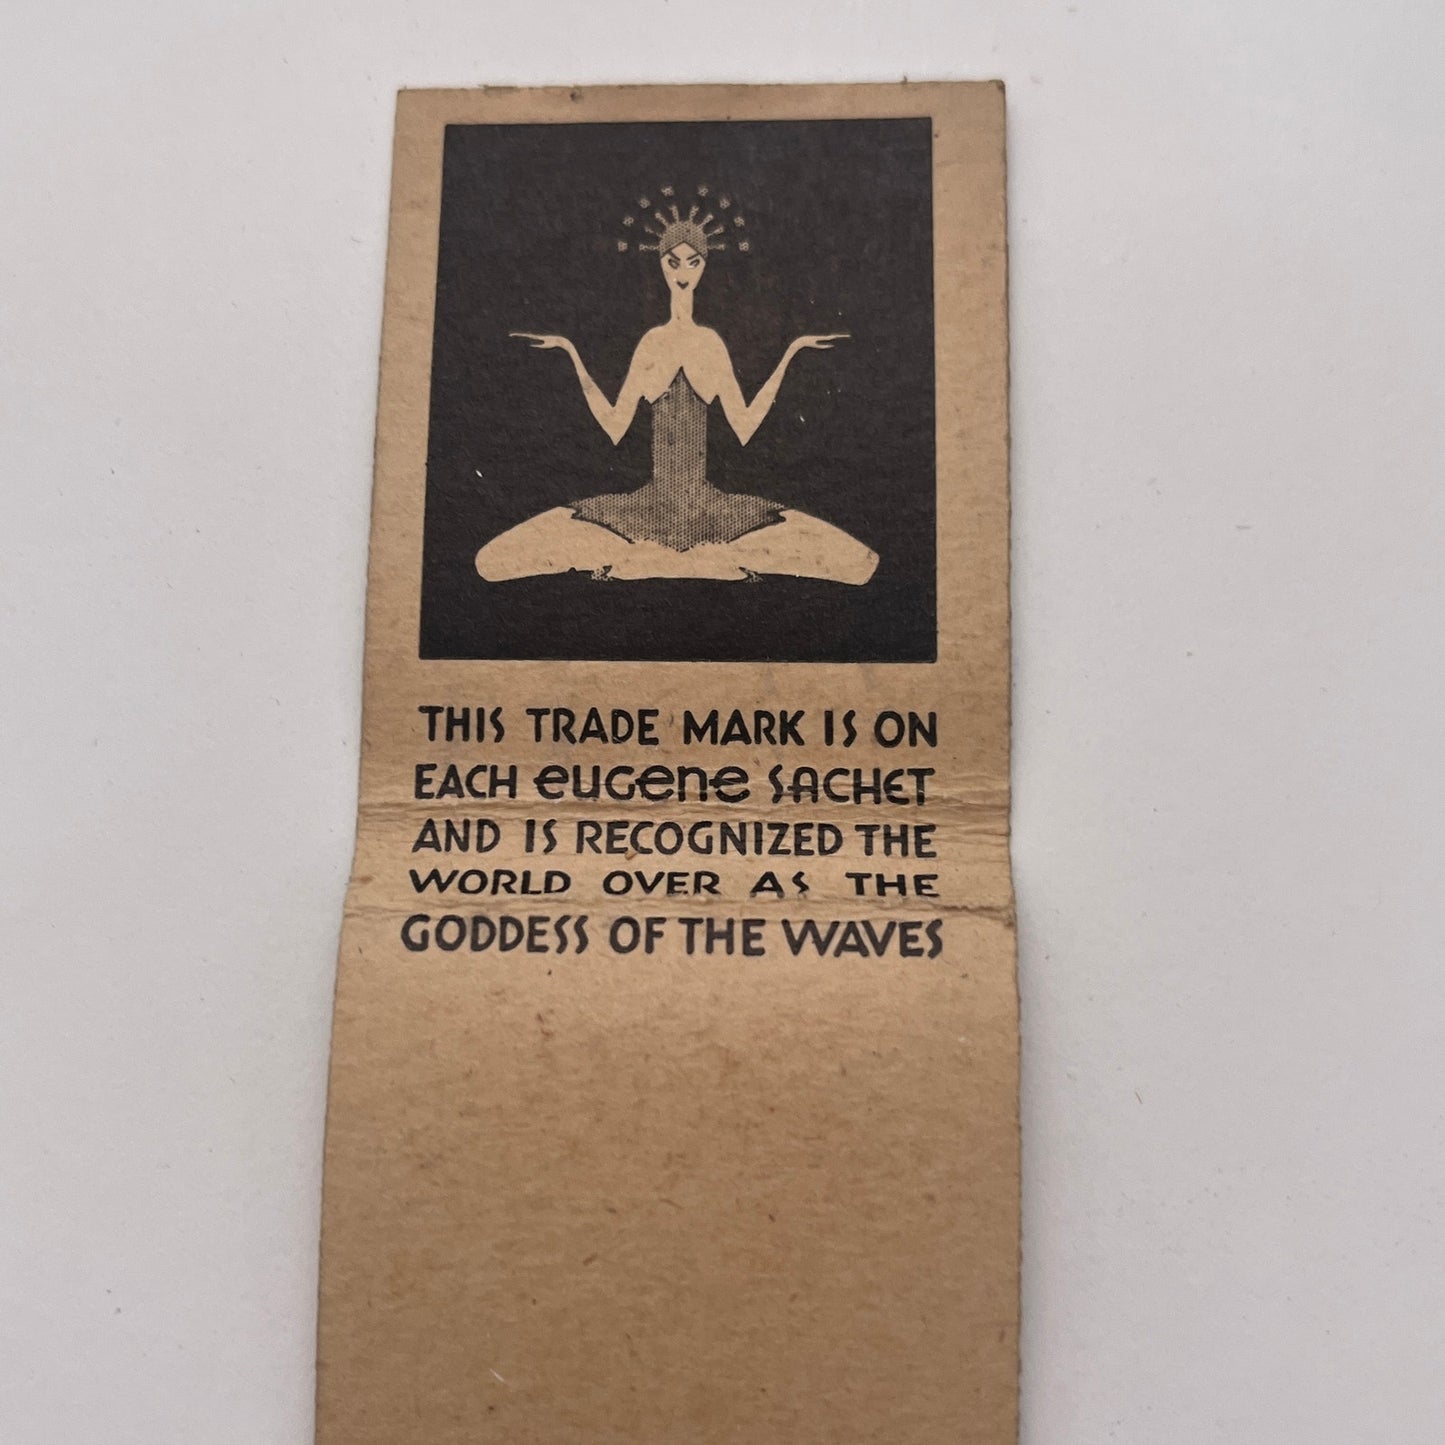 THIS TRADE MARK IS ON
EACH eugene SACHET
AND IS RECOGNIZED THE
WORLD OVER AS THE
GODDESS OF THE WAVES